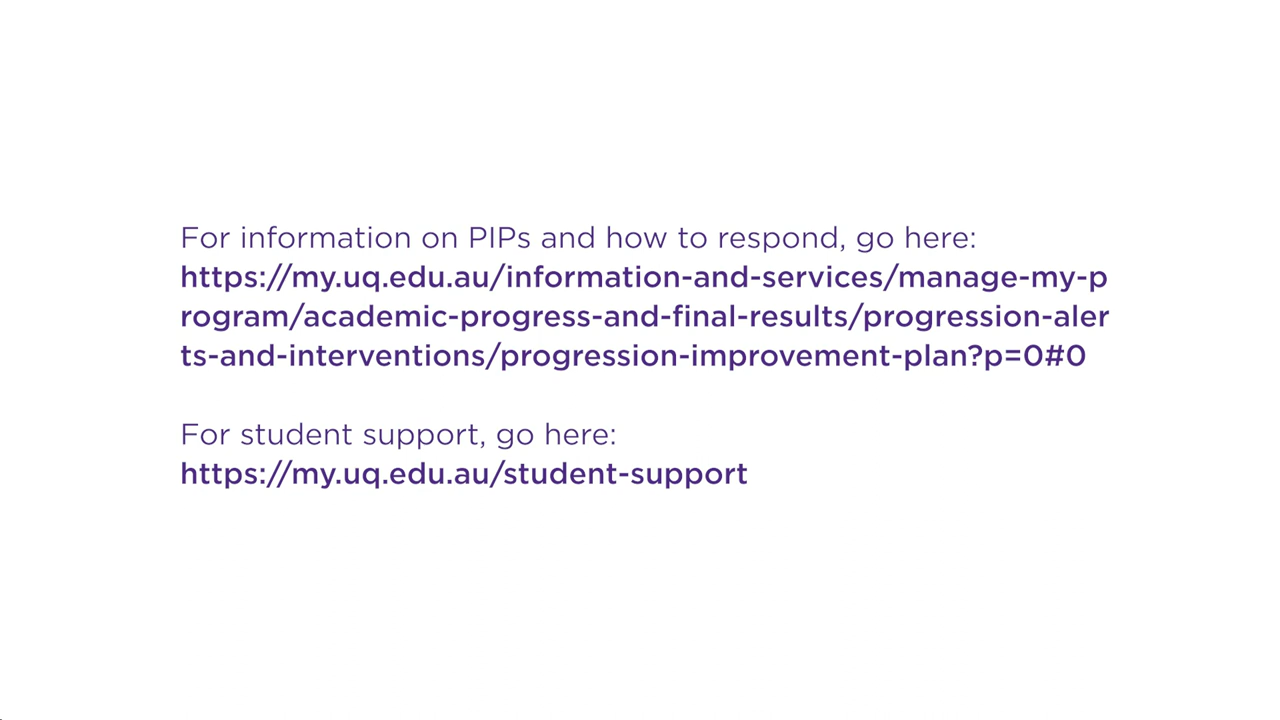 For information on PIPs and how to respond, go here:
https://my.uq.edu.au/information-and-services/manage-my-p
rogram/academic-progress-and-final-results/progression-aler
ts-and-interventions/progression-improvement-plan?p=0#0
For student support, go here:
https://my.uq.edu.au/student-support